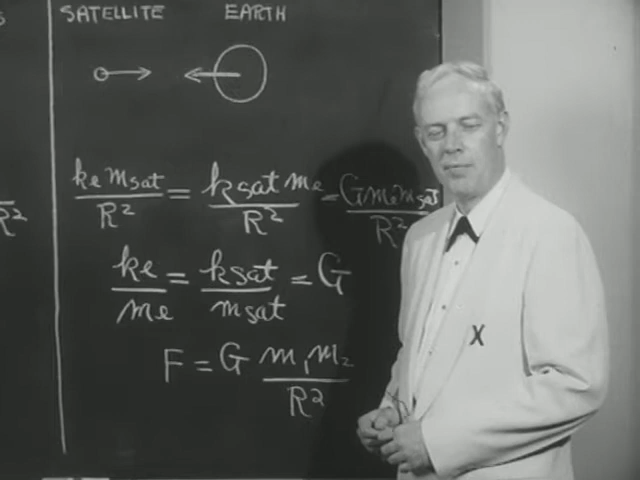 S
SATELLITE EARTH
ke msat / R² = ksat me / R² = G me msat / R²
R²
ke / me = ksat / msat = G
F = G m₁ m₂ / R²
X